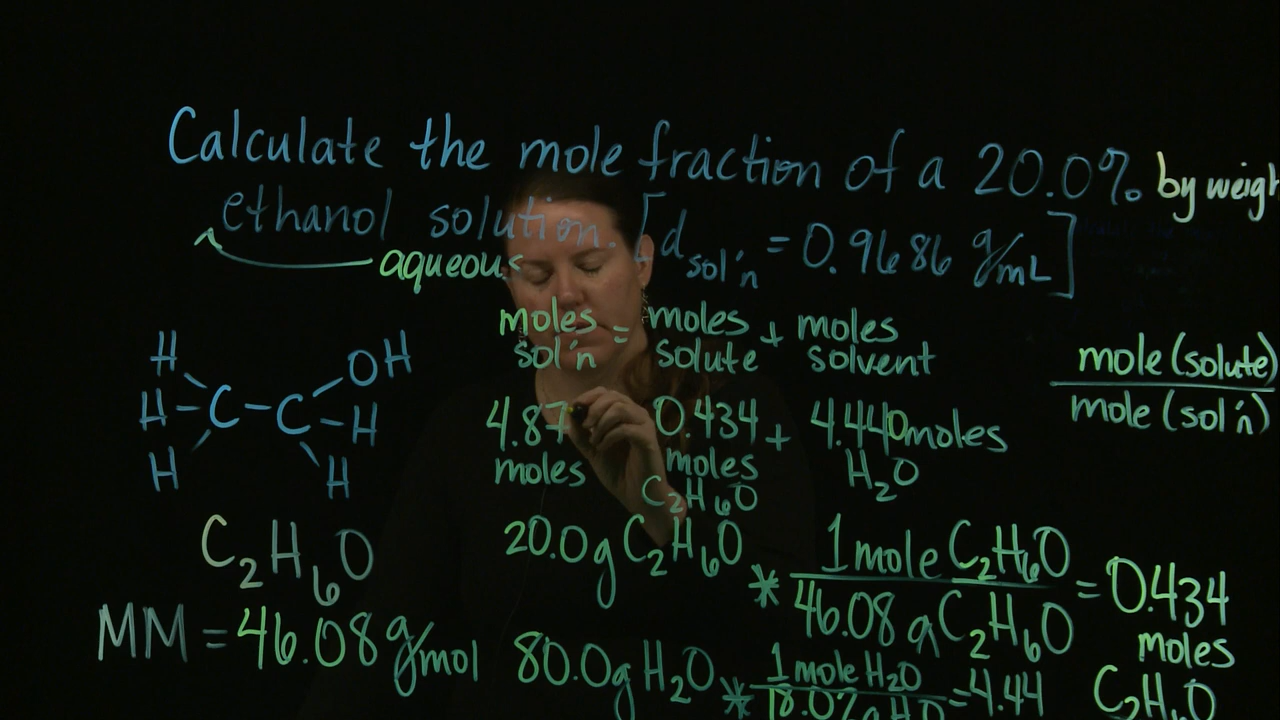 Calculate the mole fraction of a 20.0% by weigh
ethanol solution. [d sol'n = 0.9686 g/mL]
aqueous
moles sol'n = moles solute + moles solvent
mole (solute)
mole (sol'n)
H
OH
H - C - C - H
H
H
4.87 moles 0.434 moles C2H6O + 4.440 moles H2O
C2H6O
MM = 46.08 g/mol
20.0g C2H6O * 1 mole C2H6O / 46.08 g C2H6O = 0.434 moles C2H6O
80.0g H2O * 1 mole H2O / 18.02 g H2O = 4.44